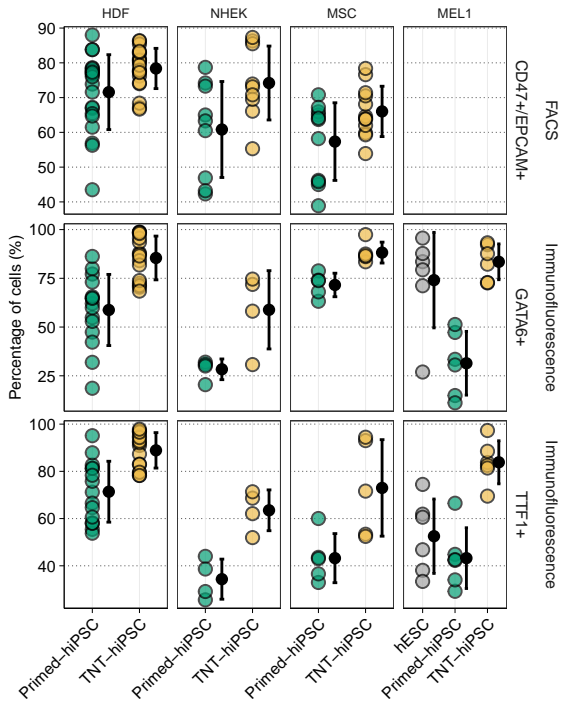 HDF NHEK MSC MEL1
Percentage of cells (%)
90
80
70
60
50
40
FACS
CD47+/EPCAM+
100
75
50
25
Immunofluorescence
GATA6+
100
80
60
40
Immunofluorescence
TTF1+
Primed–hiPSC
TNT–hiPSC
Primed–hiPSC
TNT–hiPSC
Primed–hiPSC
TNT–hiPSC
hESC
Primed–hiPSC
TNT–hiPSC